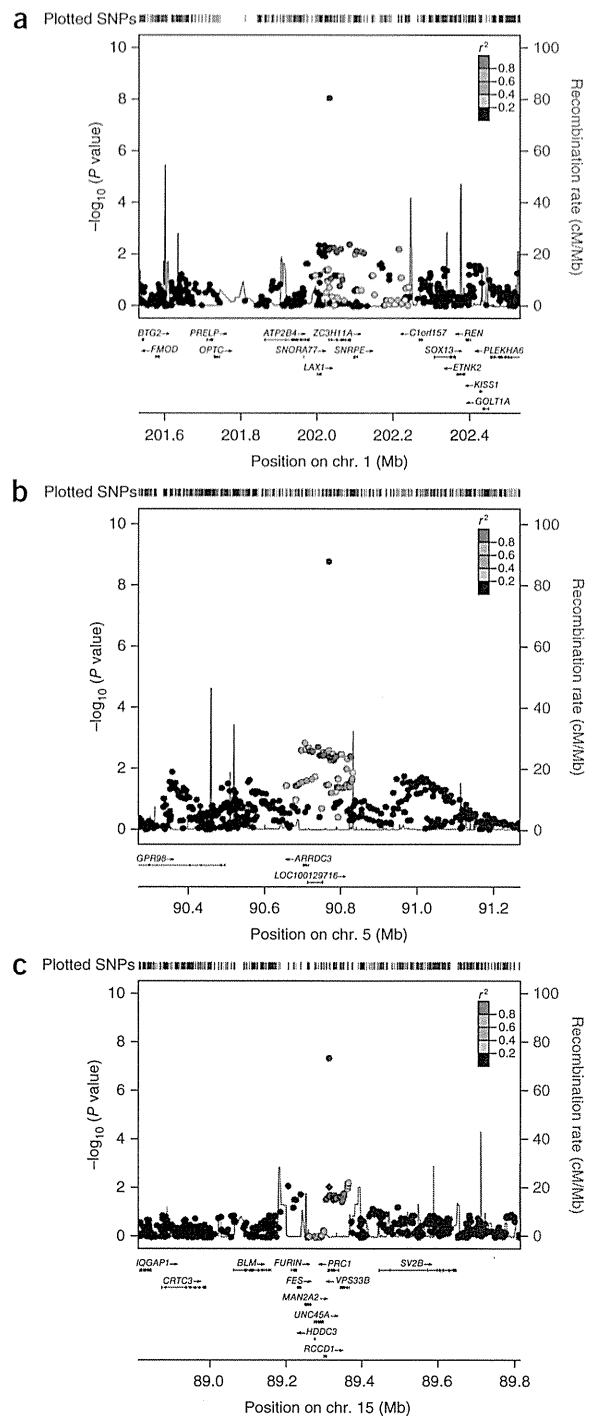 a Plotted SNPs
10
8
6
4
2
0
–log10 (P value)
r2
0.8
0.6
0.4
0.2
100
80
60
40
20
0
Recombination rate (cM/Mb)
BTG2→ PRELP→ ATP2B4→ ZC3H11A→ ←C1orf157 ←REN
←FMOD OPTC→ SNORA77→ SNRPE→ SOX13→ ←PLEKHA6
LAX1→ ←ETNK2
←KISS1
←GOLT1A
201.6 201.8 202.0 202.2 202.4
Position on chr. 1 (Mb)
b Plotted SNPs
10
8
6
4
2
0
–log10 (P value)
r2
0.8
0.6
0.4
0.2
100
80
60
40
20
0
Recombination rate (cM/Mb)
GPR98→ ←ARRDC3
LOC100129716→
90.4 90.6 90.8 91.0 91.2
Position on chr. 5 (Mb)
c Plotted SNPs
10
8
6
4
2
0
–log10 (P value)
r2
0.8
0.6
0.4
0.2
100
80
60
40
20
0
Recombination rate (cM/Mb)
IQGAP1→ BLM→ FURIN→ ←PRC1 SV2B→
CRTC3→ FES→ ←VPS33B
MAN2A2→
UNC45A→
←HDDC3
RCCD1→
89.0 89.2 89.4 89.6 89.8
Position on chr. 15 (Mb)